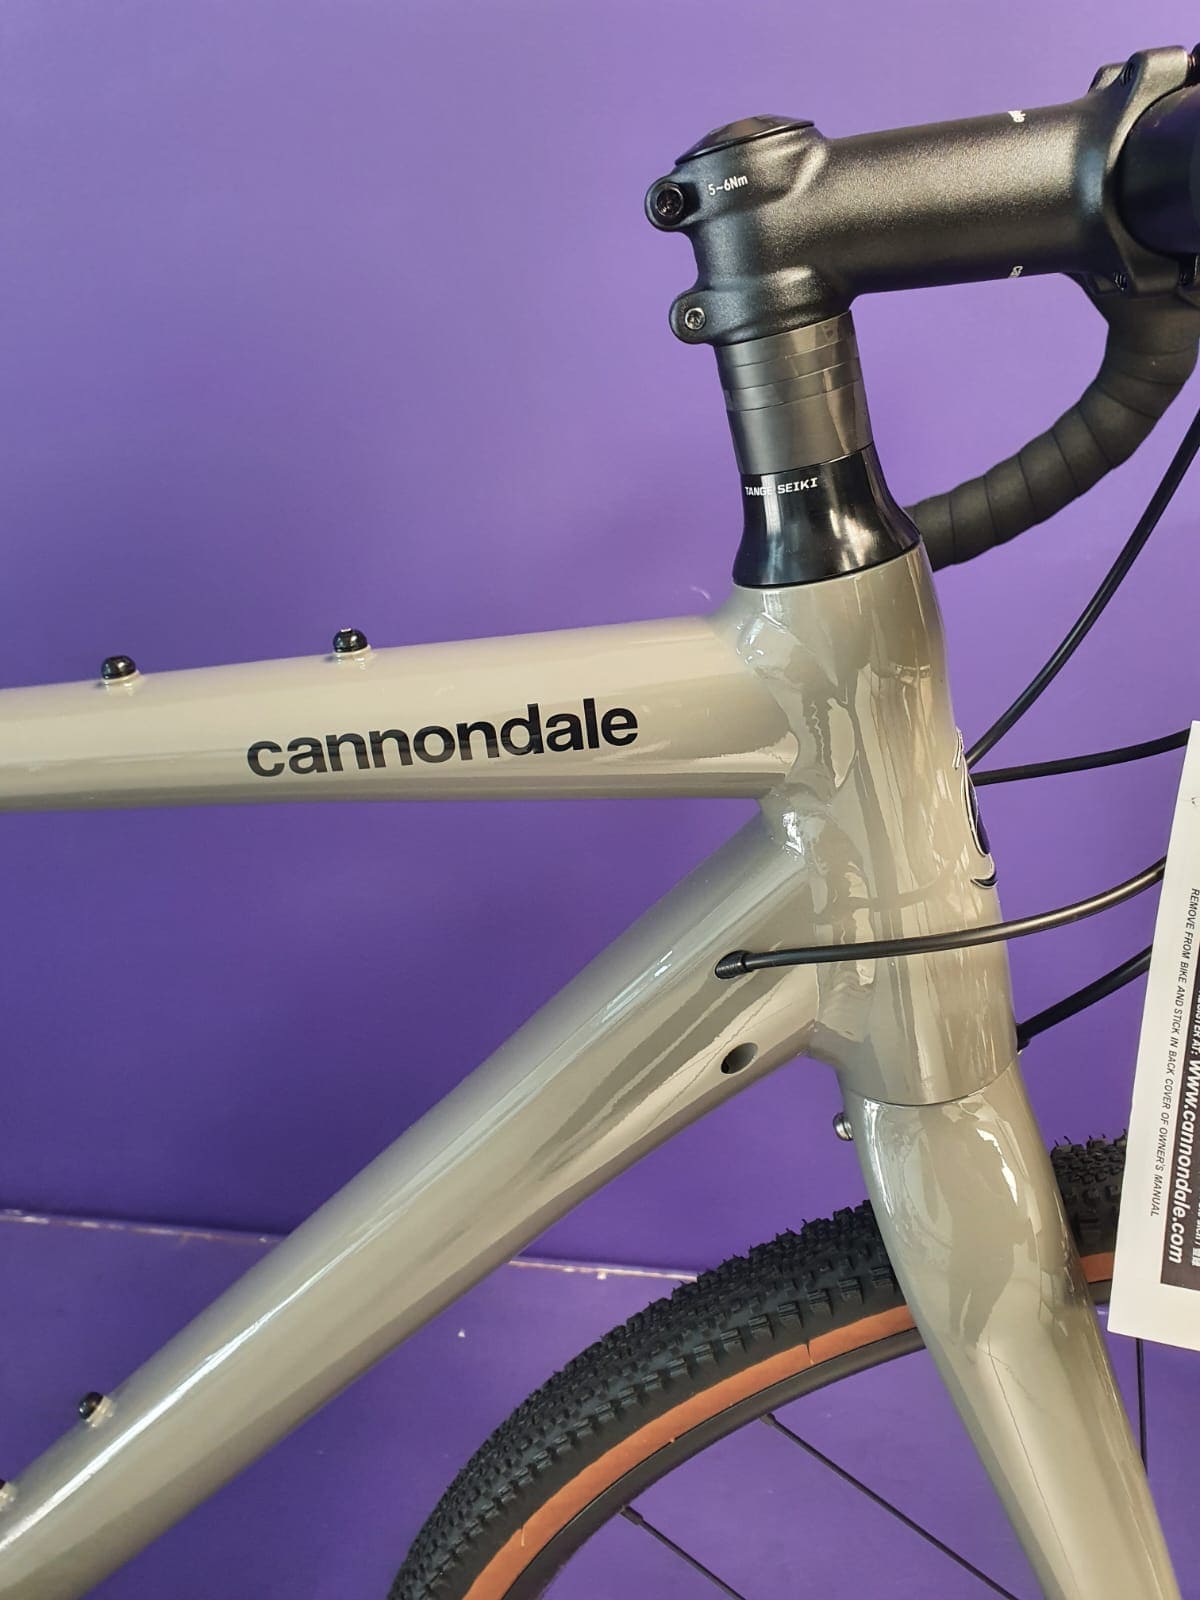 5~6Nm
TANGE SEIKI
cannondale
www.cannondale.com
REMOVE FROM BIKE AND STICK IN BACK COVER OF OWNER'S MANUAL